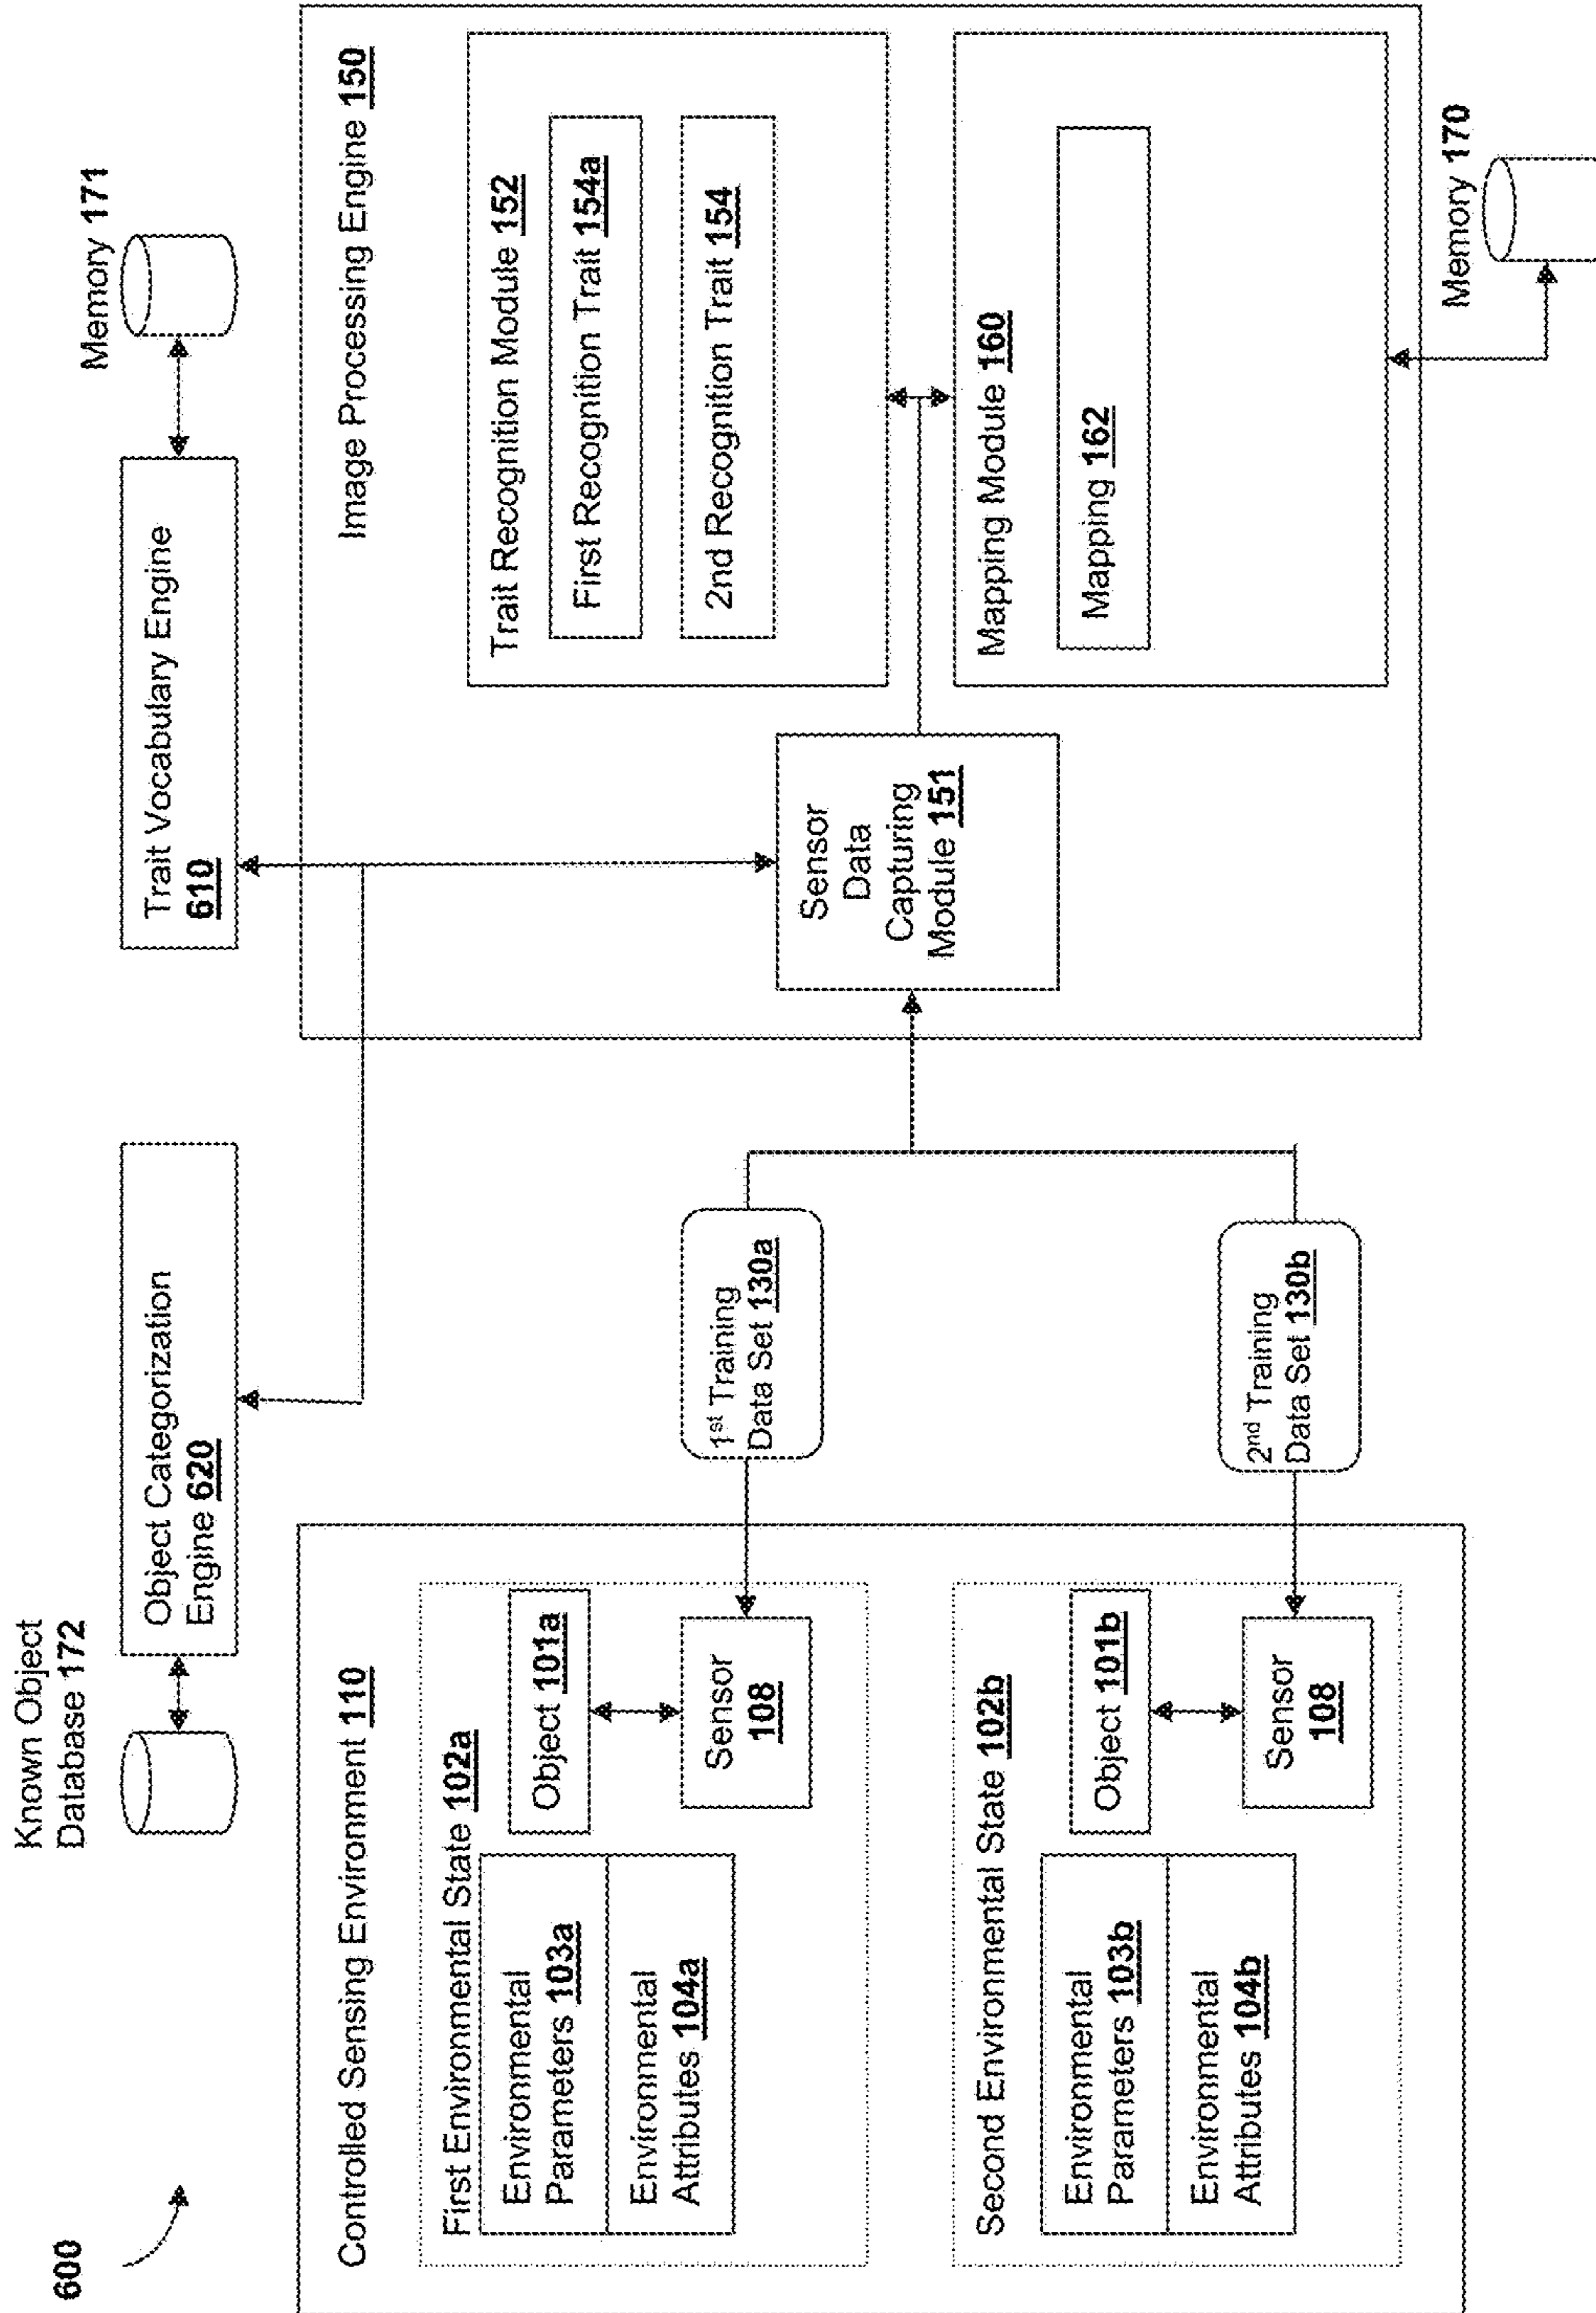 600
Known Object
Database 172
Object Categorization
Engine 620
Trait Vocabulary Engine
610
Memory 171
Controlled Sensing Environment 110
First Environmental State 102a
Environmental
Parameters 103a
Environmental
Attributes 104a
Object 101a
Sensor
108
Second Environmental State 102b
Environmental
Parameters 103b
Environmental
Attributes 104b
Object 101b
Sensor
108
1st Training
Data Set 130a
2nd Training
Data Set 130b
Image Processing Engine 150
Sensor
Data
Capturing
Module 151
Trait Recognition Module 152
First Recognition Trait 154a
2nd Recognition Trait 154
Mapping Module 160
Mapping 162
Memory 170